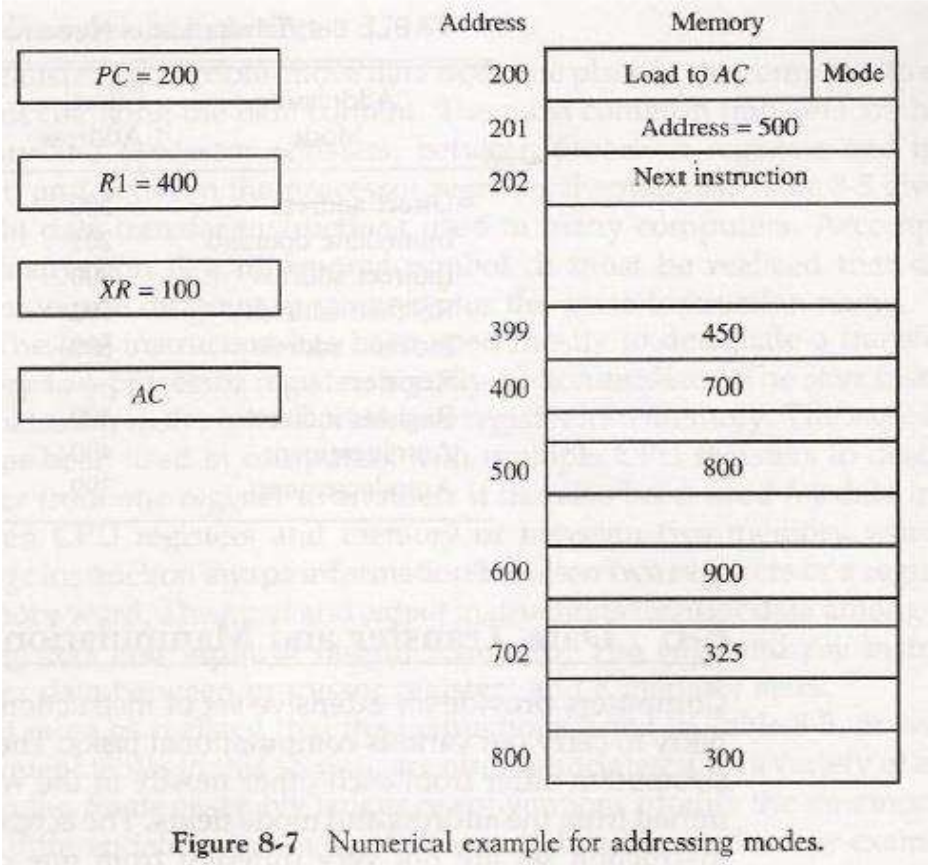 Address Memory
PC = 200
R1 = 400
XR = 100
AC
200 Load to AC Mode
201 Address = 500
202 Next instruction
399 450
400 700
500 800
600 900
702 325
800 300
Figure 8-7 Numerical example for addressing modes.